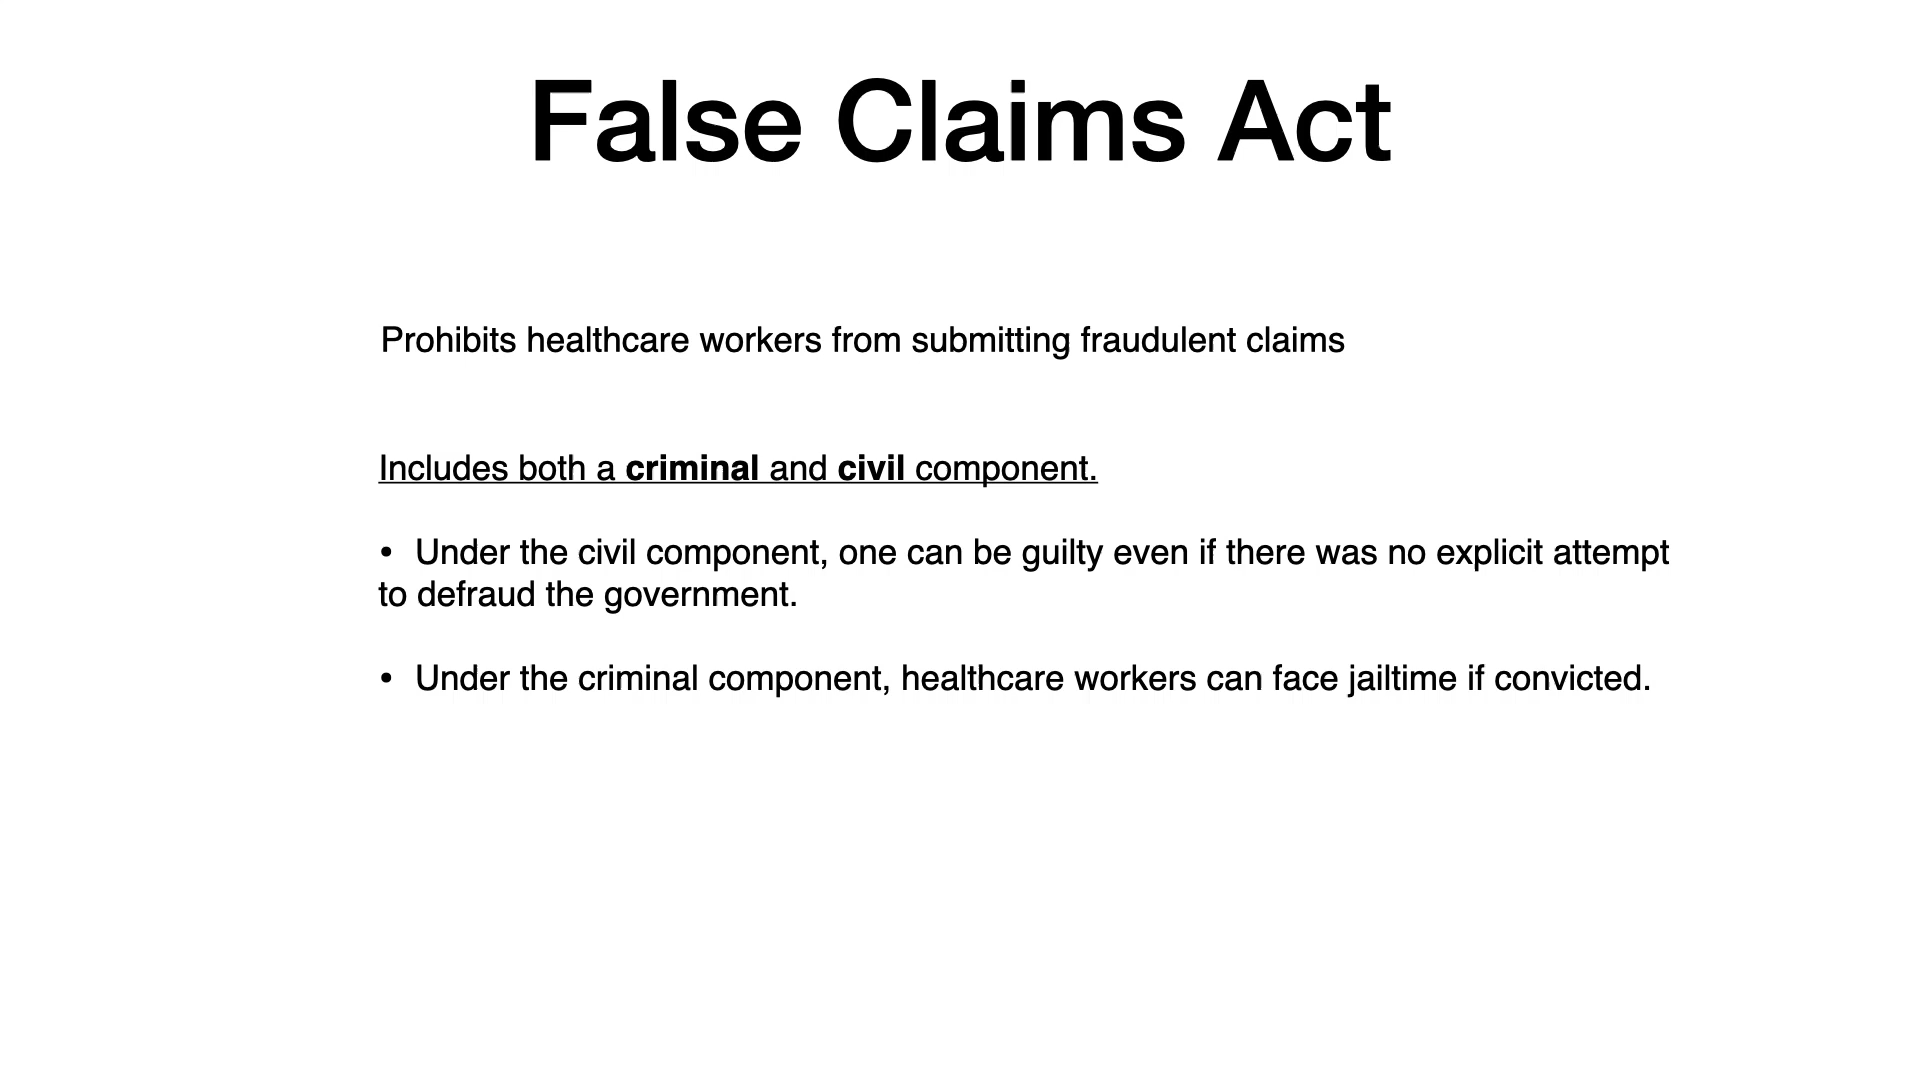 False Claims Act
Prohibits healthcare workers from submitting fraudulent claims
Includes both a criminal and civil component.
• Under the civil component, one can be guilty even if there was no explicit attempt
to defraud the government.
• Under the criminal component, healthcare workers can face jailtime if convicted.